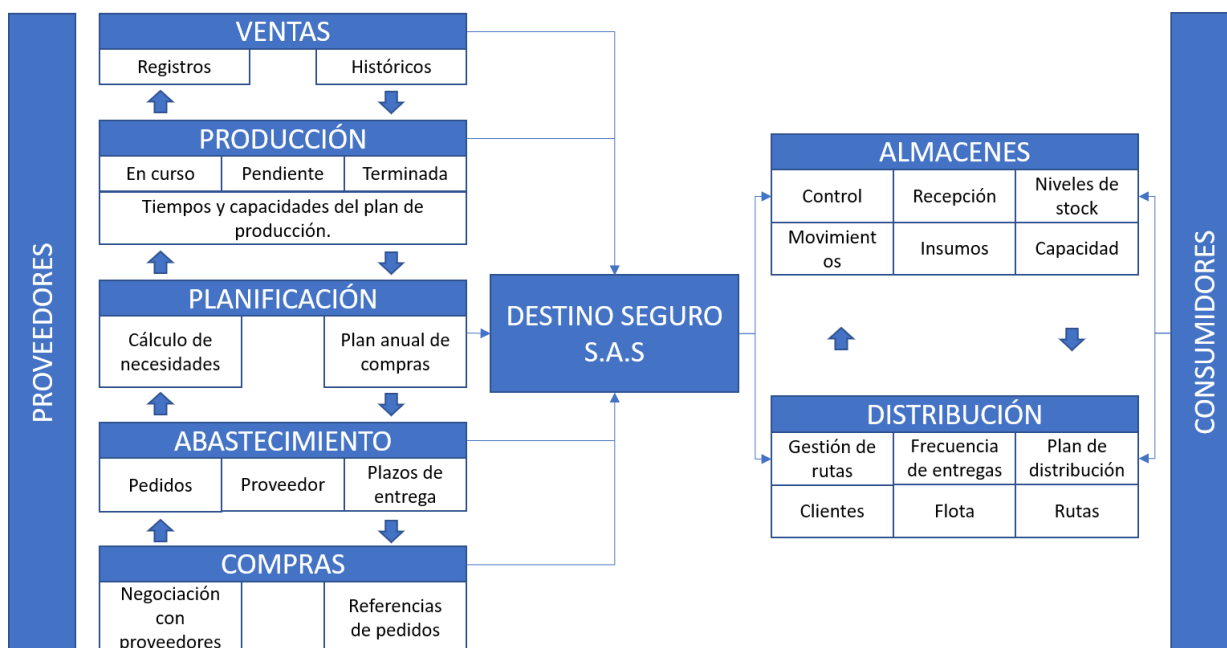 PROVEEDORES
VENTAS
Registros
Históricos
PRODUCCIÓN
En curso
Pendiente
Terminada
Tiempos y capacidades del plan de
producción.
PLANIFICACIÓN
Cálculo de
necesidades
Plan anual de
compras
ABASTECIMIENTO
Pedidos
Proveedor
Plazos de
entrega
COMPRAS
Negociación
con
proveedores
Referencias
de pedidos
DESTINO SEGURO
S.A.S
ALMACENES
Control
Recepción
Niveles de
stock
Movimient
os
Insumos
Capacidad
DISTRIBUCIÓN
Gestión de
rutas
Frecuencia
de entregas
Plan de
distribución
Clientes
Flota
Rutas
CONSUMIDORES